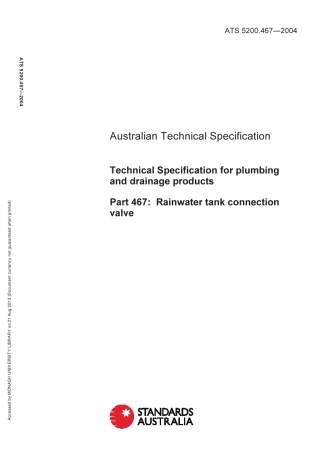 ATS 5200.467—2004
ATS 5200.467—2004
Australian Technical Specification
Technical Specification for plumbing
and drainage products
Part 467: Rainwater tank connection
valve
Accessed by MONASH UNIVERSITY LIBRARY on 21 Aug 2013 (Document currency not guaranteed when printed)
STANDARDS
AUSTRALIA